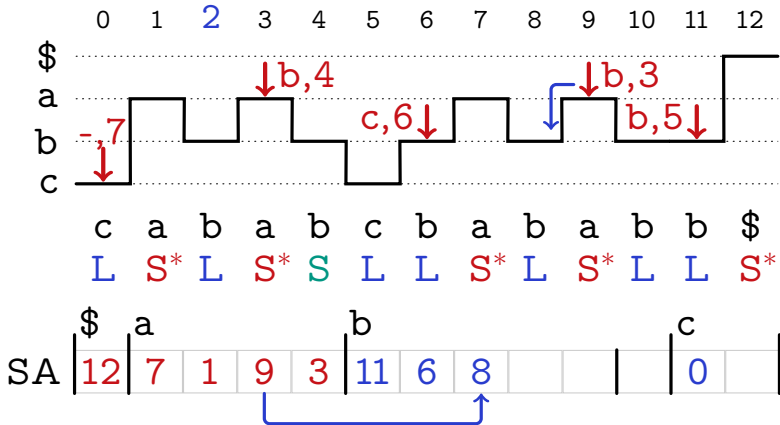 0 1 2 3 4 5 6 7 8 9 10 11 12
$
a
b
c
-,7
b,4
c,6
b,3
b,5
c a b a b c b a b a b b $
L S* L S* S L L S* L S* L L S*
$ a b c
SA 12 7 1 9 3 11 6 8 0